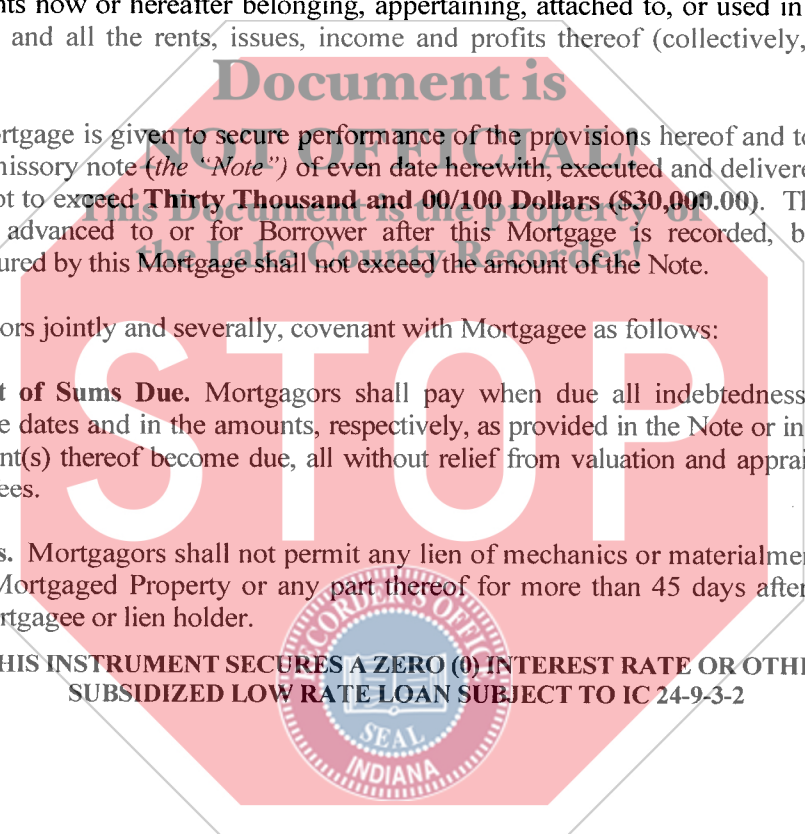 nts now or hereafter belonging, appertaining, attached to, or used in
and all the rents, issues, income and profits thereof (collectively,
Document is
NOT OFFICIAL!
rtgage is given to secure performance of the provisions hereof and to
missory note (the “Note”) of even date herewith, executed and delivere
ot to exceed Thirty Thousand and 00/100 Dollars ($30,000.00). Th
This Document is the property of
advanced to or for Borrower after this Mortgage is recorded, b
the Lake County Recorder!
ured by this Mortgage shall not exceed the amount of the Note.
ors jointly and severally, covenant with Mortgagee as follows:
STOP
t of Sums Due. Mortgagors shall pay when due all indebtedness
e dates and in the amounts, respectively, as provided in the Note or in
nt(s) thereof become due, all without relief from valuation and apprai
ees.
s. Mortgagors shall not permit any lien of mechanics or materialmen
Mortgaged Property or any part thereof for more than 45 days after
rtgagee or lien holder.
HIS INSTRUMENT SECURES A ZERO (0) INTEREST RATE OR OTHE
SUBSIDIZED LOW RATE LOAN SUBJECT TO IC 24-9-3-2
RECORDER'S OFFICE
SEAL
INDIANA